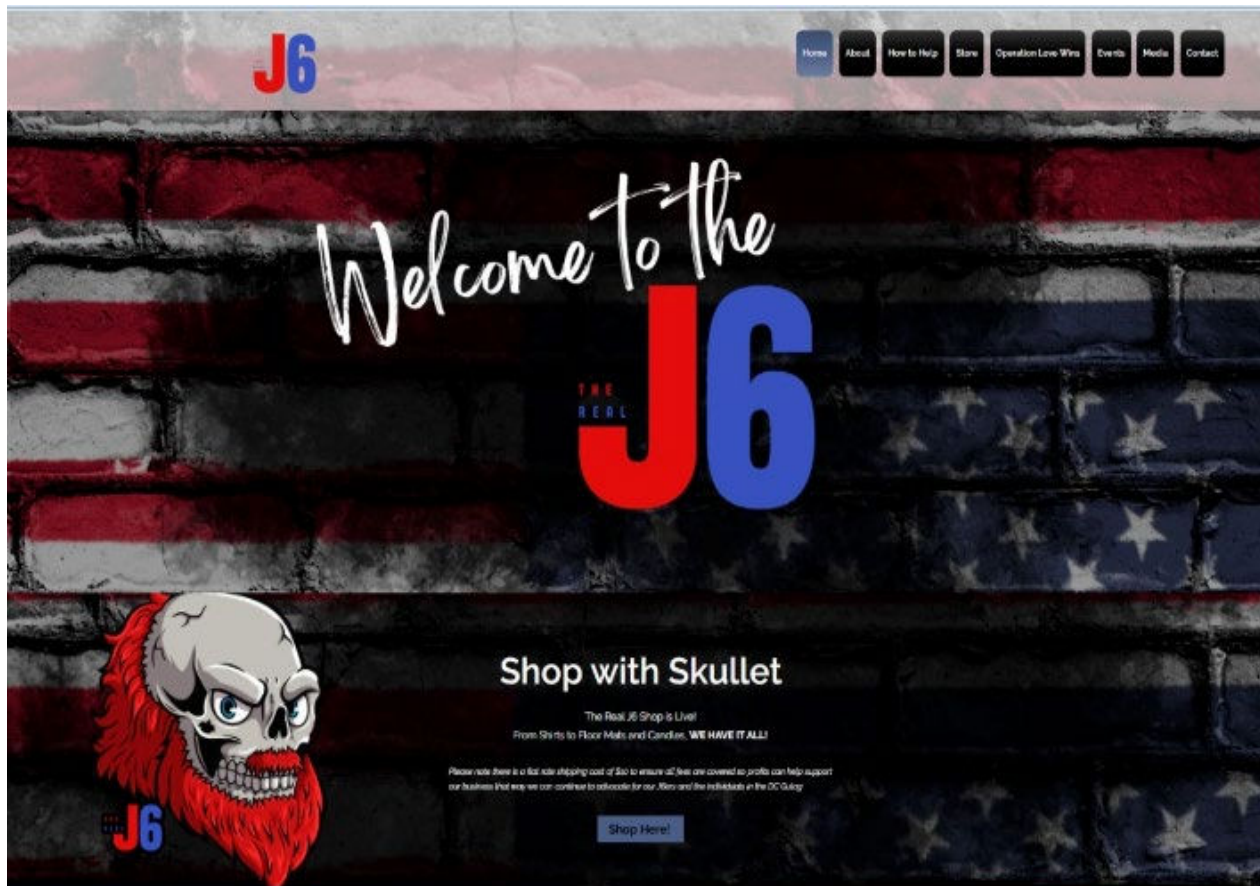 J6
Home About How to Help Store Operation Love Wins Events Media Contact
Welcome to the
THE
REAL
J6
Shop with Skullet
The Real J6 Shop is Live!
From Shirts to Floor Mats and Candles, WE HAVE IT ALL!
Please note there is a flat rate shipping cost of $10 to ensure all fees are covered so profits can help support
our business that way we can continue to advocate for our J6ers and the individuals in the DC Gulag
J6
Shop Here!